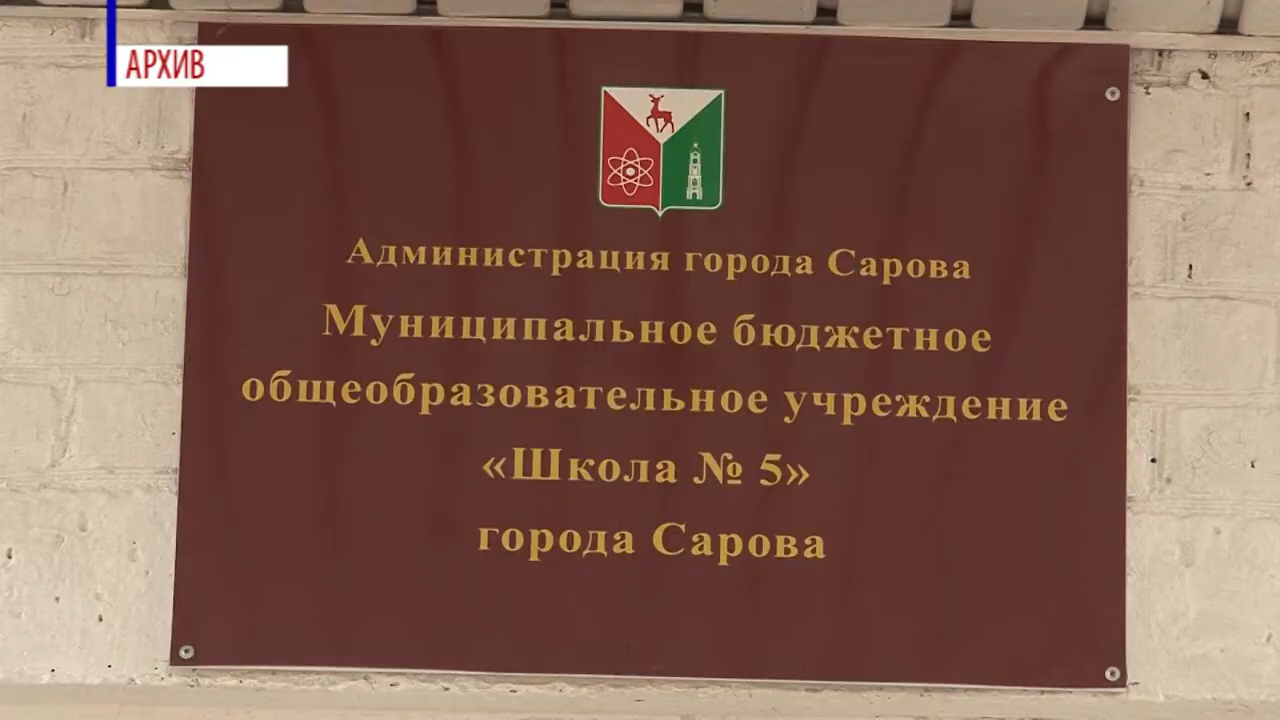 АРХИВ
Администрация города Сарова
Муниципальное бюджетное
общеобразовательное учреждение
«Школа № 5»
города Сарова